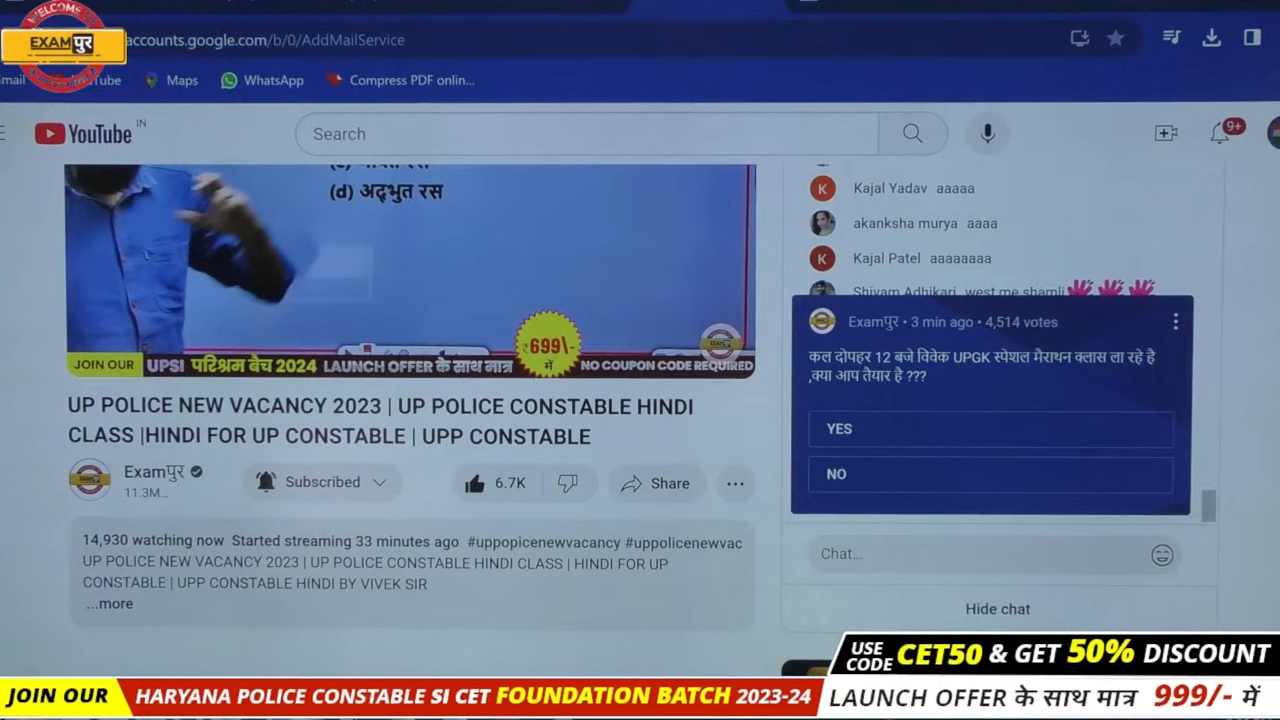 WELCOME
EXAMपुर
accounts.google.com/b/0/AddMailService
Maps
WhatsApp
Compress PDF onlin...
YouTube IN
Search
9+
(d) अद्भुत रस
699\-
में
JOIN OUR UPSI परिश्रम बैच 2024 LAUNCH OFFER के साथ मात्र NO COUPON CODE REQUIRED
UP POLICE NEW VACANCY 2023 | UP POLICE CONSTABLE HINDI
CLASS |HINDI FOR UP CONSTABLE | UPP CONSTABLE
Examपुर
11.3M...
Subscribed
6.7K
Share
14,930 watching now Started streaming 33 minutes ago #uppopicenewvacancy #uppolicenewvac
UP POLICE NEW VACANCY 2023 | UP POLICE CONSTABLE HINDI CLASS | HINDI FOR UP
CONSTABLE | UPP CONSTABLE HINDI BY VIVEK SIR
...more
K Kajal Yadav aaaaa
akanksha murya aaaa
K Kajal Patel aaaaaaaa
Shivam Adhikari west me shamli
Examपुर • 3 min ago • 4,514 votes
कल दोपहर 12 बजे विवेक UPGK स्पेशल मैराथन क्लास ला रहे है
,क्या आप तैयार है ???
YES
NO
Chat...
Hide chat
USE CODE CET50 & GET 50% DISCOUNT
JOIN OUR HARYANA POLICE CONSTABLE SI CET FOUNDATION BATCH 2023-24 LAUNCH OFFER के साथ मात्र 999/- में